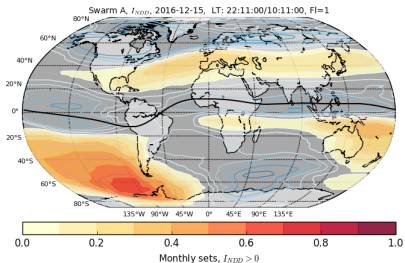 Swarm A, I_NDD, 2016-12-15, LT: 22:11:00/10:11:00, Fl=1
80°N
60°N
40°N
20°N
0°
20°S
40°S
60°S
80°S
135°W 90°W 45°W 0° 45°E 90°E 135°E
0.0 0.2 0.4 0.6 0.8 1.0
Monthly sets, I_NDD > 0